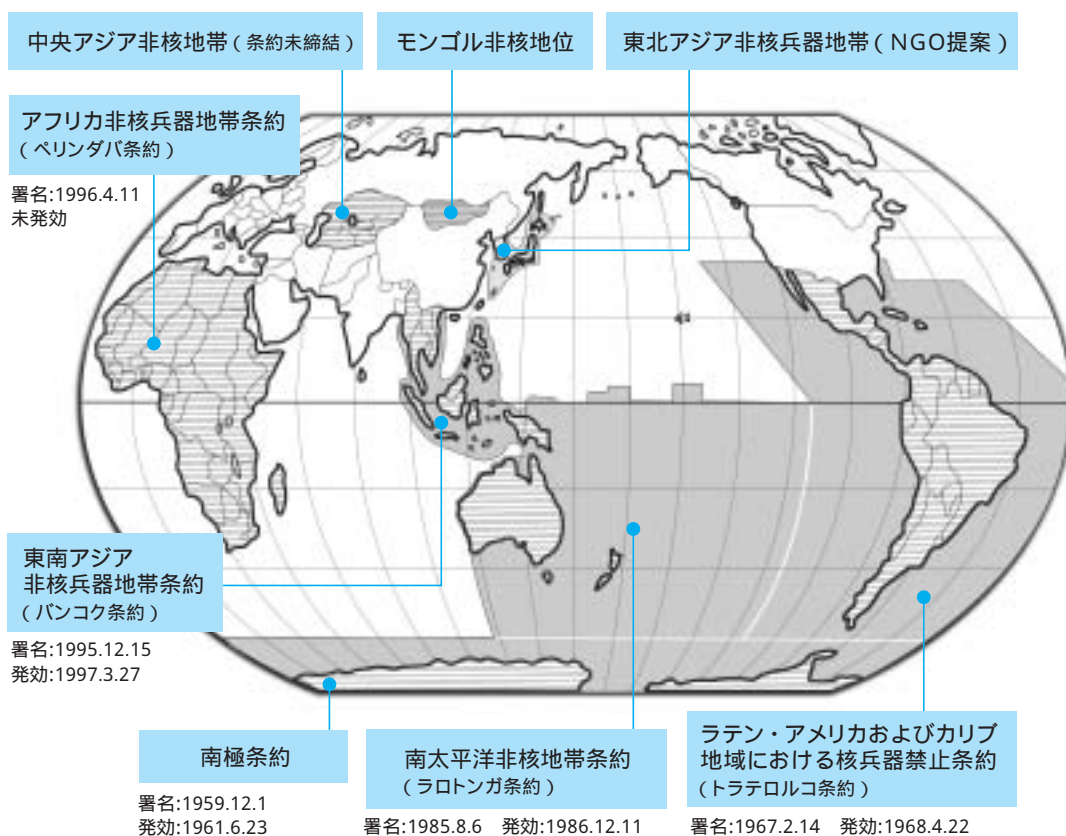 中央アジア非核地帯（条約未締結）
モンゴル非核地位
東北アジア非核兵器地帯（NGO提案）
アフリカ非核兵器地帯条約
（ペリンダバ条約）
署名:1996.4.11
未発効
東南アジア
非核兵器地帯条約
（バンコク条約）
署名:1995.12.15
発効:1997.3.27
南極条約
署名:1959.12.1
発効:1961.6.23
南太平洋非核地帯条約
（ラロトンガ条約）
署名:1985.8.6 発効:1986.12.11
ラテン・アメリカおよびカリブ
地域における核兵器禁止条約
（トラテロルコ条約）
署名:1967.2.14 発効:1968.4.22